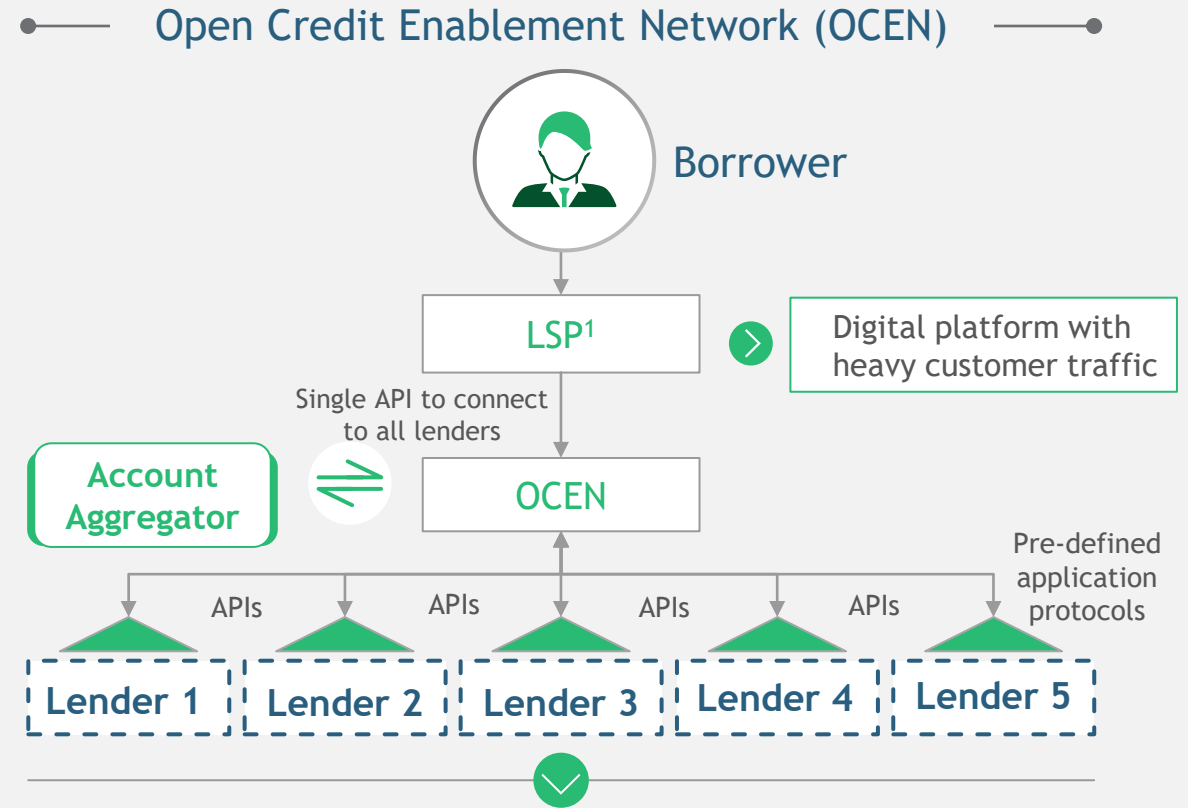 Open Credit Enablement Network (OCEN)
Borrower
LSP¹
Digital platform with
heavy customer traffic
Single API to connect
to all lenders
Account
Aggregator
OCEN
Pre-defined
application
protocols
APIs
APIs
APIs
APIs
Lender 1
Lender 2
Lender 3
Lender 4
Lender 5